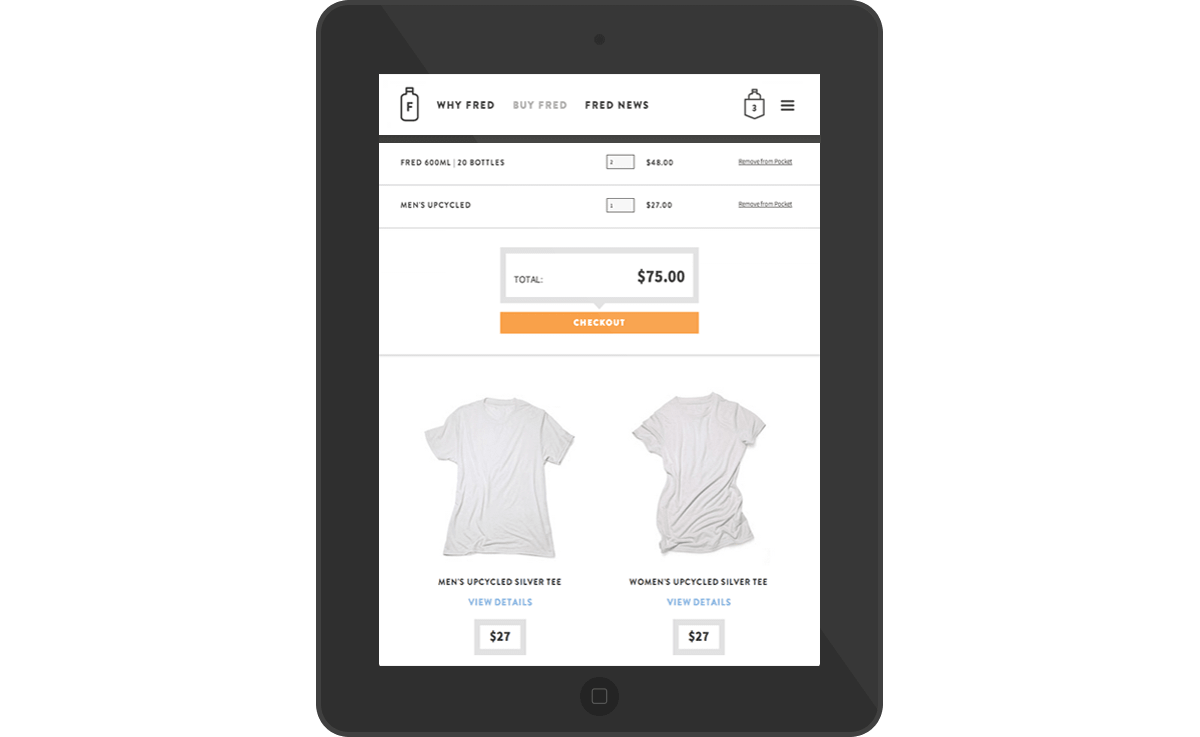 F WHY FRED BUY FRED FRED NEWS 3
FRED 600ML | 20 BOTTLES 2 $48.00 Remove from Pocket
MEN'S UPCYCLED 1 $27.00 Remove from Pocket
TOTAL: $75.00
CHECKOUT
MEN'S UPCYCLED SILVER TEE WOMEN'S UPCYCLED SILVER TEE
VIEW DETAILS VIEW DETAILS
$27 $27